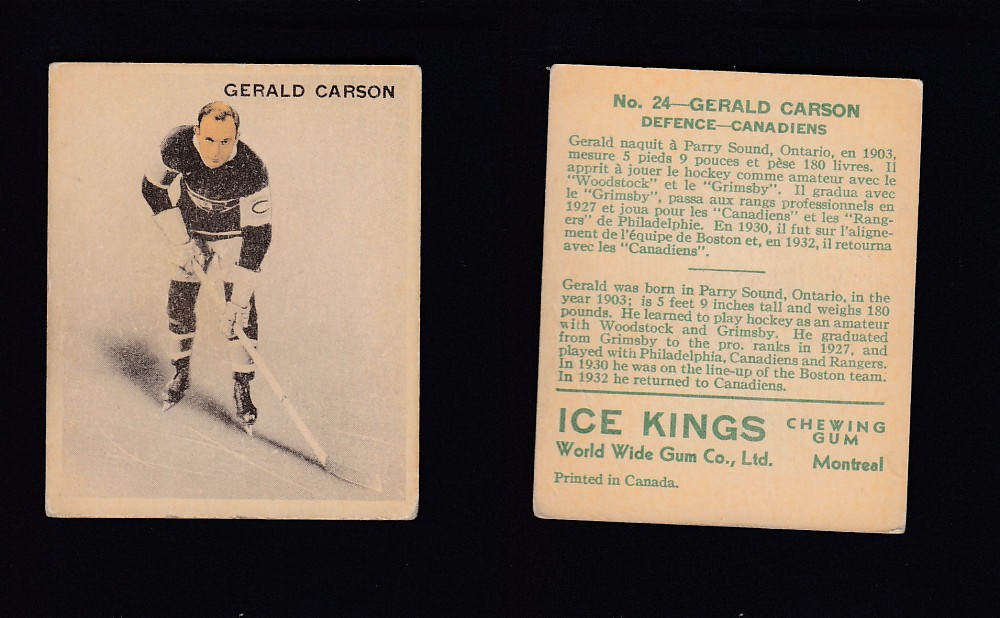 GERALD CARSON
No. 24—GERALD CARSON
DEFENCE—CANADIENS
Gerald naquit à Parry Sound, Ontario, en 1903,
mesure 5 pieds 9 pouces et pèse 180 livres. Il
apprit à jouer le hockey comme amateur avec le
"Woodstock" et le "Grimsby". Il gradua avec
le "Grimsby", passa aux rangs professionnels en
1927 et joua pour les "Canadiens" et les "Rang-
ers" de Philadelphie. En 1930, il fut sur l'aligne-
ment de l'équipe de Boston et, en 1932, il retourna
avec les "Canadiens".
Gerald was born in Parry Sound, Ontario, in the
year 1903; is 5 feet 9 inches tall and weighs 180
pounds. He learned to play hockey as an amateur
with Woodstock and Grimsby. He graduated
from Grimsby to the pro. ranks in 1927, and
played with Philadelphia, Canadiens and Rangers.
In 1930 he was on the line-up of the Boston team.
In 1932 he returned to Canadiens.
ICE KINGS CHEWING GUM
World Wide Gum Co., Ltd. Montreal
Printed in Canada.